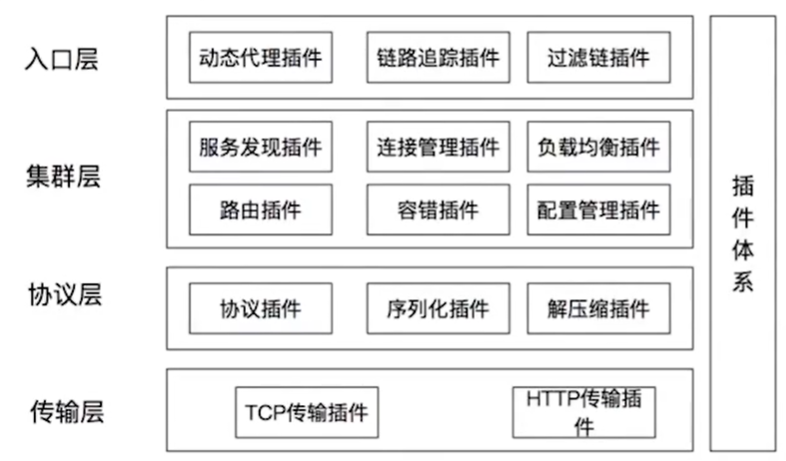 入口层
动态代理插件
链路追踪插件
过滤链插件
集群层
服务发现插件
连接管理插件
负载均衡插件
路由插件
容错插件
配置管理插件
协议层
协议插件
序列化插件
解压缩插件
传输层
TCP传输插件
HTTP传输插
件
插
件
体
系